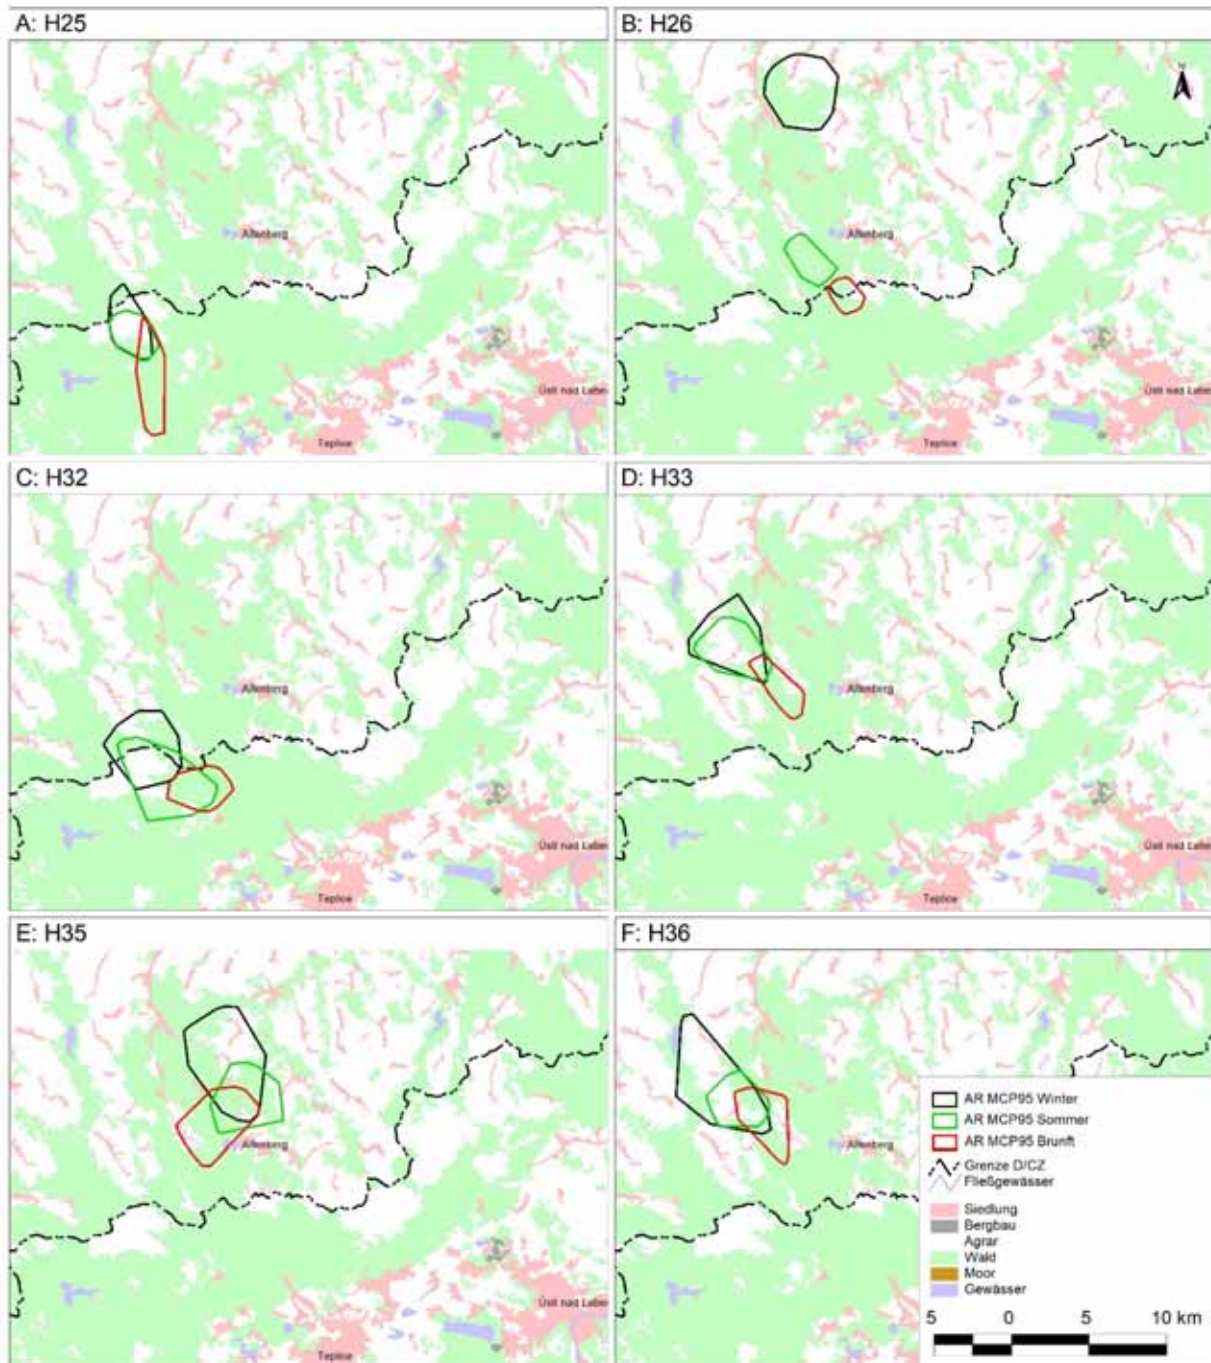 A: H25
B: H26
N
Altenberg
Altenberg
Ústí nad Labem
Ústí nad Labem
Teplice
Teplice
C: H32
D: H33
Altenberg
Altenberg
Ústí nad Labem
Ústí nad Labem
Teplice
Teplice
E: H35
F: H36
Altenberg
Altenberg
Ústí nad Labem
Teplice
AR MCP95 Winter
AR MCP95 Sommer
AR MCP95 Brunft
Grenze D/CZ
Fließgewässer
Siedlung
Bergbau
Agrar
Wald
Moor
Gewässer
5 0 5 10 km